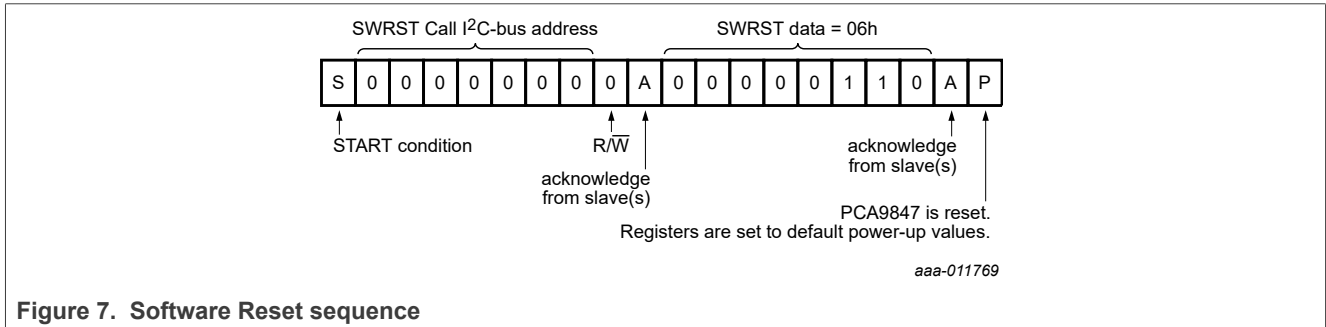 SWRST Call I2C-bus address SWRST data = 06h
S 0 0 0 0 0 0 0 0 A 0 0 0 0 0 1 1 0 A P
START condition R/W̅ acknowledge from slave(s)
acknowledge from slave(s)
PCA9847 is reset.
Registers are set to default power-up values.
aaa-011769
Figure 7. Software Reset sequence